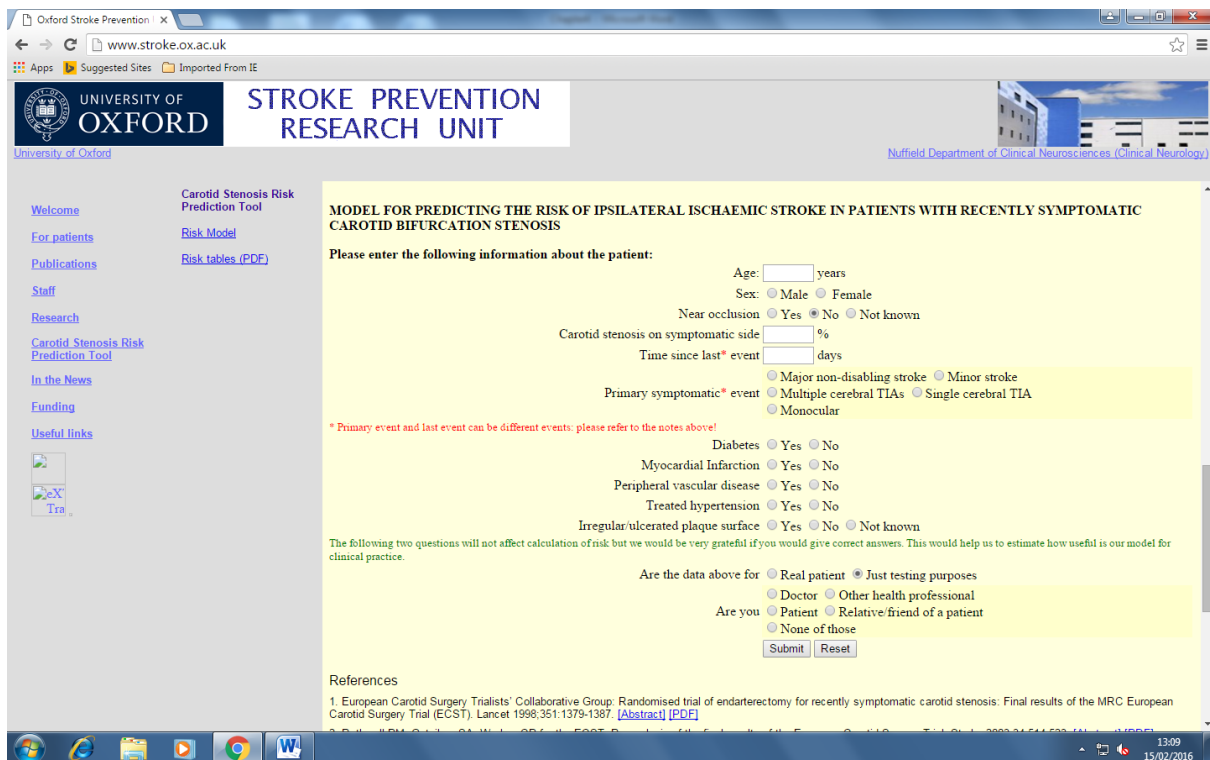 Oxford Stroke Prevention
www.stroke.ox.ac.uk
Apps Suggested Sites Imported From IE
UNIVERSITY OF
OXFORD
STROKE PREVENTION
RESEARCH UNIT
University of Oxford
Nuffield Department of Clinical Neurosciences (Clinical Neurology)
Welcome
For patients
Publications
Staff
Research
Carotid Stenosis Risk
Prediction Tool
In the News
Funding
Useful links
eX'
Tra
Carotid Stenosis Risk
Prediction Tool
Risk Model
Risk tables (PDF)
MODEL FOR PREDICTING THE RISK OF IPSILATERAL ISCHAEMIC STROKE IN PATIENTS WITH RECENTLY SYMPTOMATIC
CAROTID BIFURCATION STENOSIS
Please enter the following information about the patient:
Age: years
Sex: Male Female
Near occlusion Yes No Not known
Carotid stenosis on symptomatic side %
Time since last* event days
Major non-disabling stroke Minor stroke
Primary symptomatic* event Multiple cerebral TIAs Single cerebral TIA
Monocular
* Primary event and last event can be different events: please refer to the notes above!
Diabetes Yes No
Myocardial Infarction Yes No
Peripheral vascular disease Yes No
Treated hypertension Yes No
Irregular/ulcerated plaque surface Yes No Not known
The following two questions will not affect calculation of risk but we would be very grateful if you would give correct answers. This would help us to estimate how useful is our model for
clinical practice.
Are the data above for Real patient Just testing purposes
Doctor Other health professional
Are you Patient Relative/friend of a patient
None of those
Submit Reset
References
1. European Carotid Surgery Trialists' Collaborative Group: Randomised trial of endarterectomy for recently symptomatic carotid stenosis: Final results of the MRC European
Carotid Surgery Trial (ECST). Lancet 1998;351:1379-1387. [Abstract] [PDF]
13:09
15/02/2016